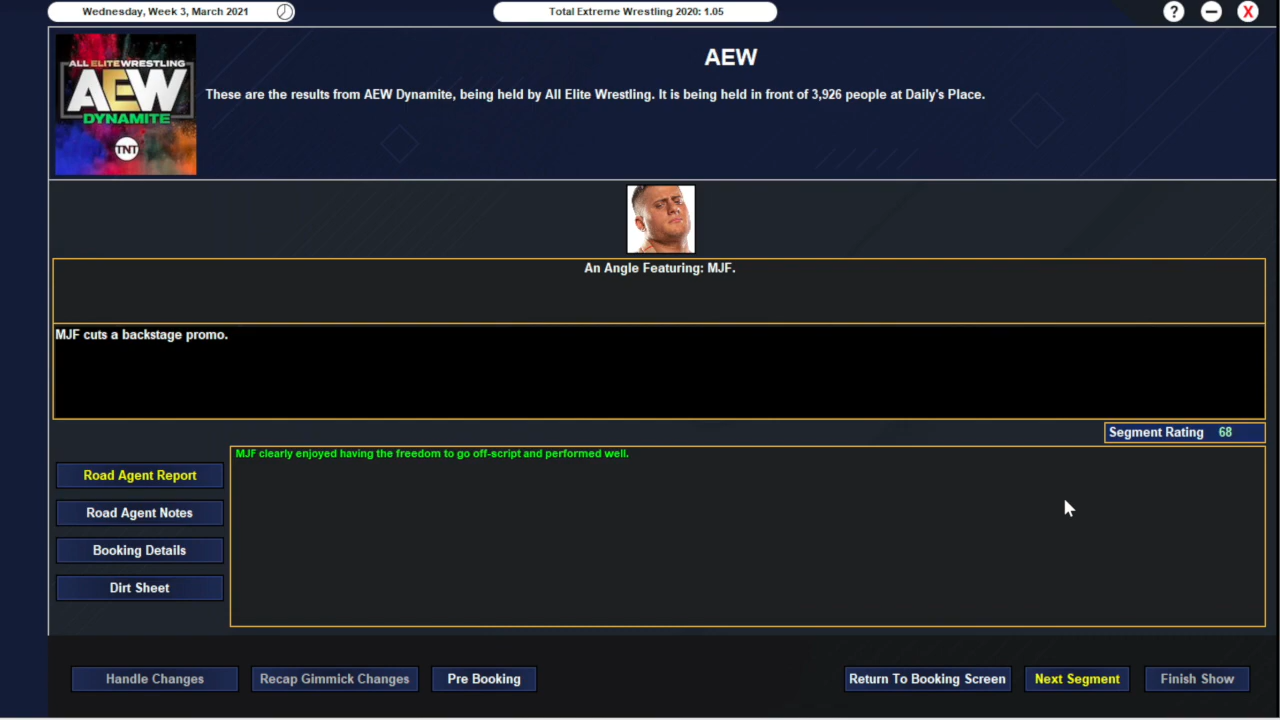 Wednesday, Week 3, March 2021
Total Extreme Wrestling 2020: 1.05
?
X
ALL ELITE WRESTLING
AEW
DYNAMITE
TNT
AEW
These are the results from AEW Dynamite, being held by All Elite Wrestling. It is being held in front of 3,926 people at Daily's Place.
An Angle Featuring: MJF.
MJF cuts a backstage promo.
Segment Rating 68
MJF clearly enjoyed having the freedom to go off-script and performed well.
Road Agent Report
Road Agent Notes
Booking Details
Dirt Sheet
Handle Changes
Recap Gimmick Changes
Pre Booking
Return To Booking Screen
Next Segment
Finish Show